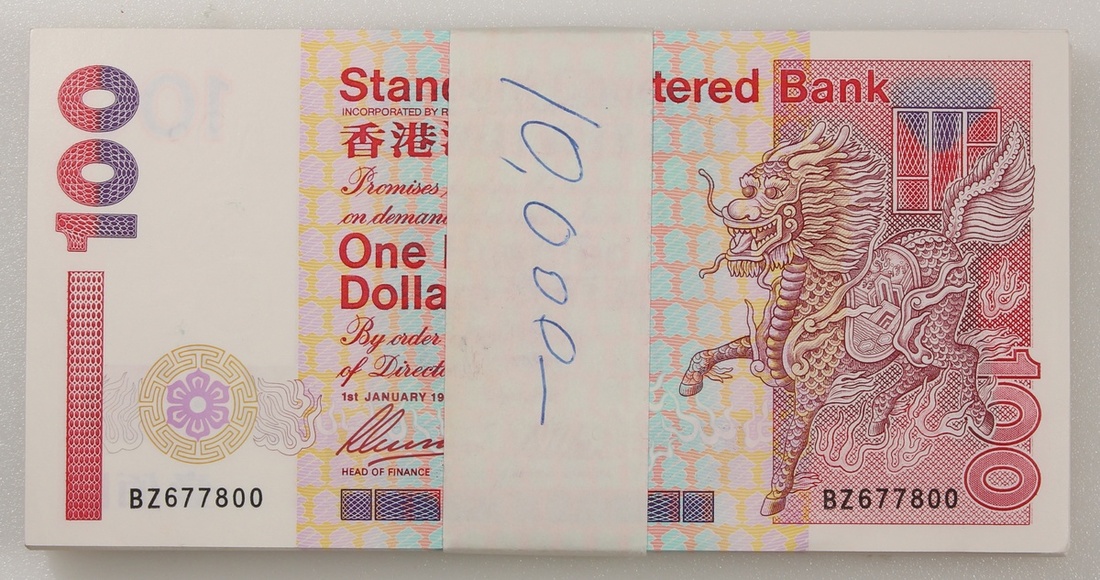 100
Stan tered Bank
INCORPORATED BY R
香港
Promises
on deman
One
Dolla
By order
of Direct
1st JANUARY 19
HEAD OF FINANCE
BZ677800
10,000—
BZ677800
100